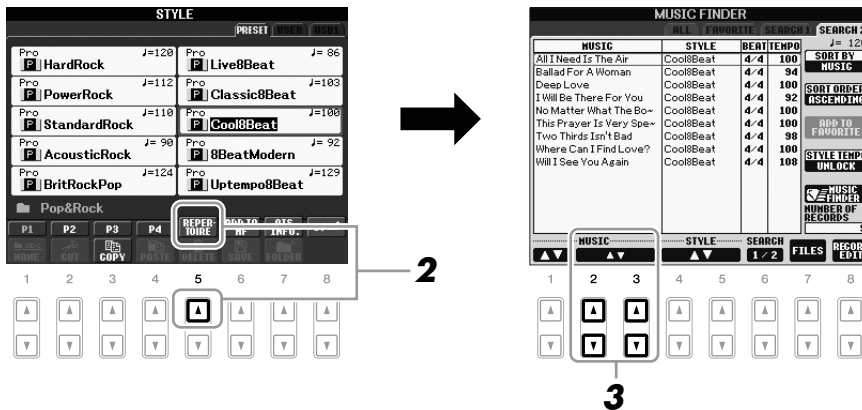 STYLE
PRESET USER USB1
Pro ♩=120
P HardRock
Pro ♩= 86
P Live8Beat
Pro ♩=112
P PowerRock
Pro ♩=103
P Classic8Beat
Pro ♩=110
P StandardRock
Pro ♩=100
P Cool8Beat
Pro ♩= 90
P AcousticRock
Pro ♩= 92
P 8BeatModern
Pro ♩=124
P BritRockPop
Pro ♩=129
P Uptempo8Beat
Pop&Rock
P1 P2 P3 P4 REPER-TOIRE ADD TO MF OTS INFO.
NAME CUT COPY PASTE DELETE SAVE FOLDER
1 2 3 4 5 6 7 8
2
MUSIC FINDER
ALL FAVORITE SEARCH1 SEARCH 2
♩= 120
MUSIC STYLE BEAT TEMPO
All I Need Is The Air Cool8Beat 4/4 100
Ballad For A Woman Cool8Beat 4/4 94
Deep Love Cool8Beat 4/4 100
I Will Be There For You Cool8Beat 4/4 92
No Matter What The Bo~ Cool8Beat 4/4 100
This Prayer Is Very Spe~ Cool8Beat 4/4 100
Two Thirds Isn't Bad Cool8Beat 4/4 98
Where Can I Find Love? Cool8Beat 4/4 100
Will I See You Again Cool8Beat 4/4 108
SORT BY
MUSIC
SORT ORDER
ASCENDING
ADD TO
FAVORITE
STYLE TEMPO
UNLOCK
MUSIC
FINDER
NUMBER OF
RECORDS
MUSIC STYLE SEARCH
▲▼ ▲▼ ▲▼ 1/2 FILES RECORD
EDIT
1 2 3 4 5 6 7 8
3